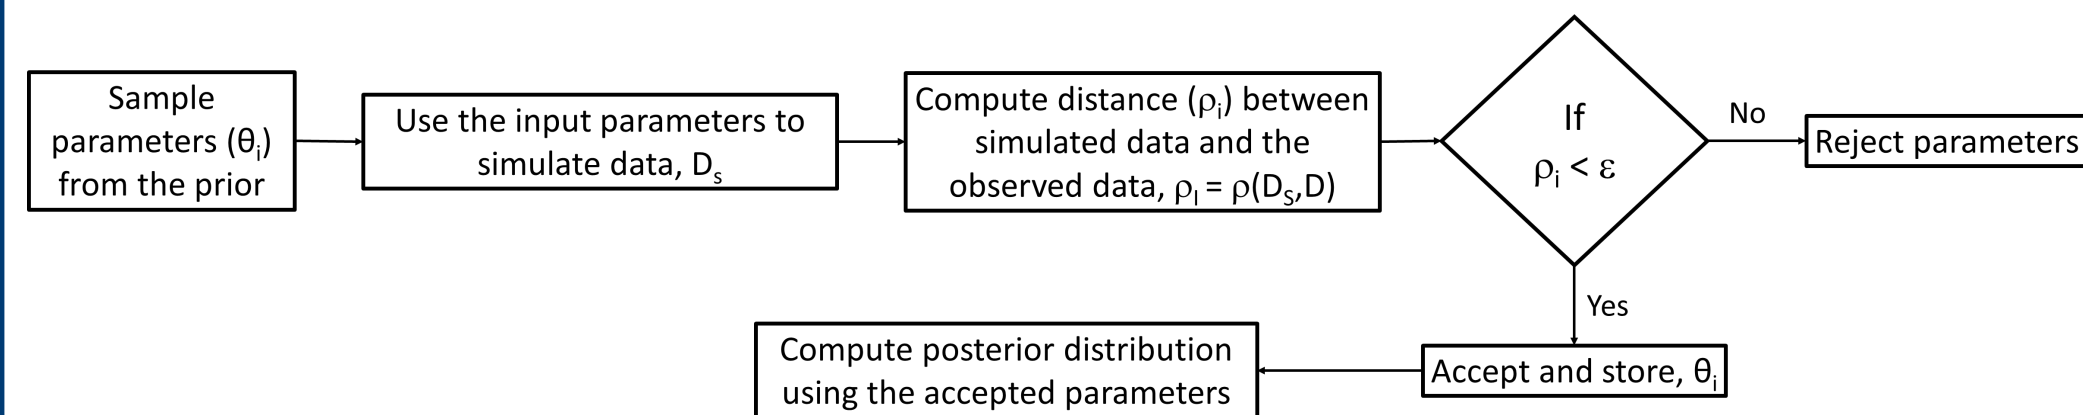 Sample
parameters (θᵢ)
from the prior
Use the input parameters to
simulate data, Dₛ
Compute distance (ρᵢ) between
simulated data and the
observed data, ρ_I = ρ(D_S,D)
If
ρᵢ < ε
No
Reject parameters
Yes
Accept and store, θᵢ
Compute posterior distribution
using the accepted parameters